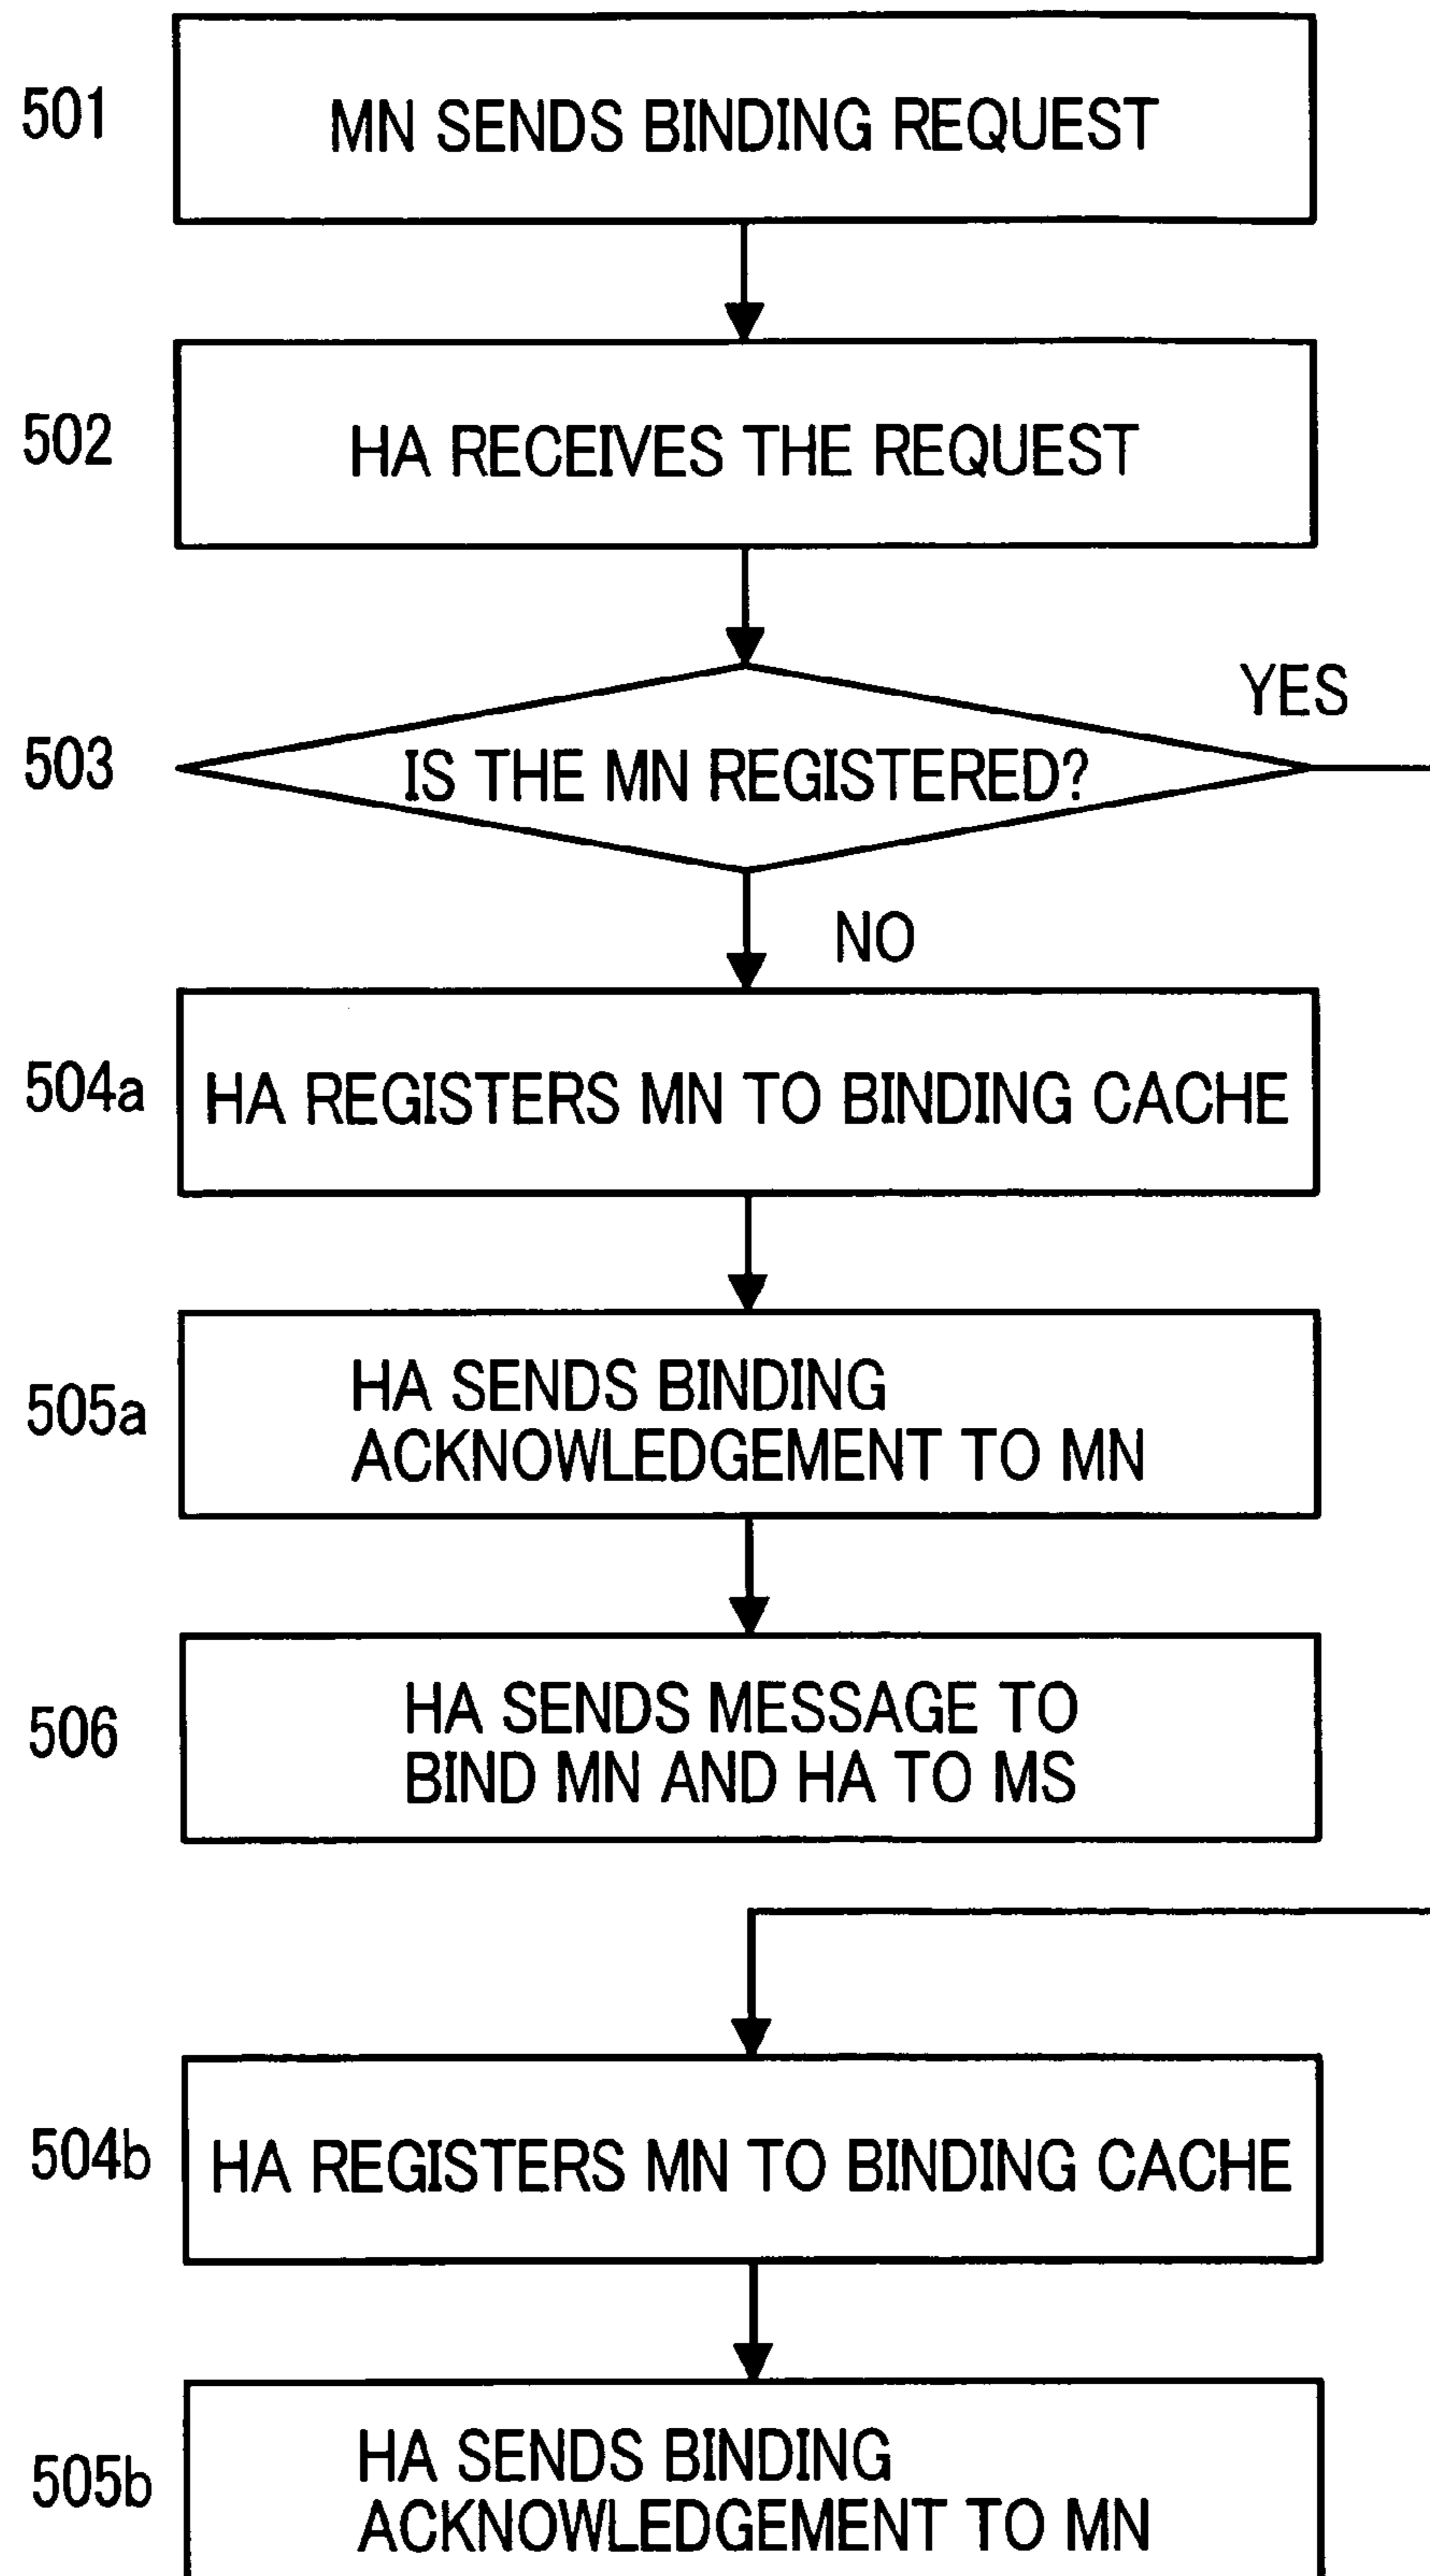 501
MN SENDS BINDING REQUEST
502
HA RECEIVES THE REQUEST
YES
503
IS THE MN REGISTERED?
NO
504a
HA REGISTERS MN TO BINDING CACHE
505a
HA SENDS BINDING
ACKNOWLEDGEMENT TO MN
506
HA SENDS MESSAGE TO
BIND MN AND HA TO MS
504b
HA REGISTERS MN TO BINDING CACHE
505b
HA SENDS BINDING
ACKNOWLEDGEMENT TO MN